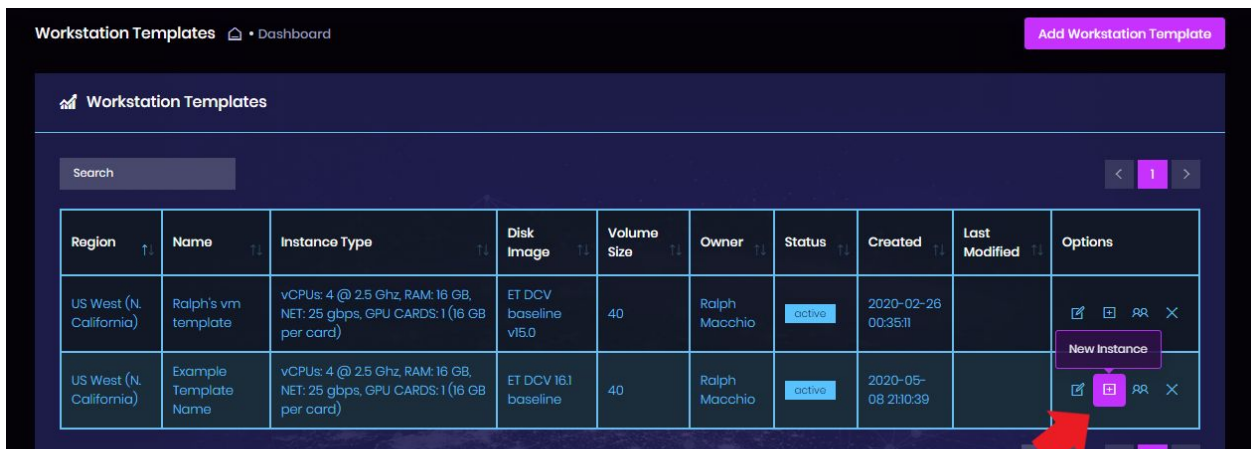 Workstation Templates • Dashboard
Add Workstation Template
Workstation Templates
Search
< 1 >
Region
Name
Instance Type
Disk
Image
Volume
Size
Owner
Status
Created
Last
Modified
Options
US West (N.
California)
Ralph's vm
template
vCPUs: 4 @ 2.5 Ghz, RAM: 16 GB,
NET: 25 gbps, GPU CARDS: 1 (16 GB
per card)
ET DCV
baseline
v15.0
40
Ralph
Macchio
active
2020-02-26
00:35:11
New Instance
US West (N.
California)
Example
Template
Name
vCPUs: 4 @ 2.5 Ghz, RAM: 16 GB,
NET: 25 gbps, GPU CARDS: 1 (16 GB
per card)
ET DCV 16.1
baseline
40
Ralph
Macchio
active
2020-05-
08 21:10:39